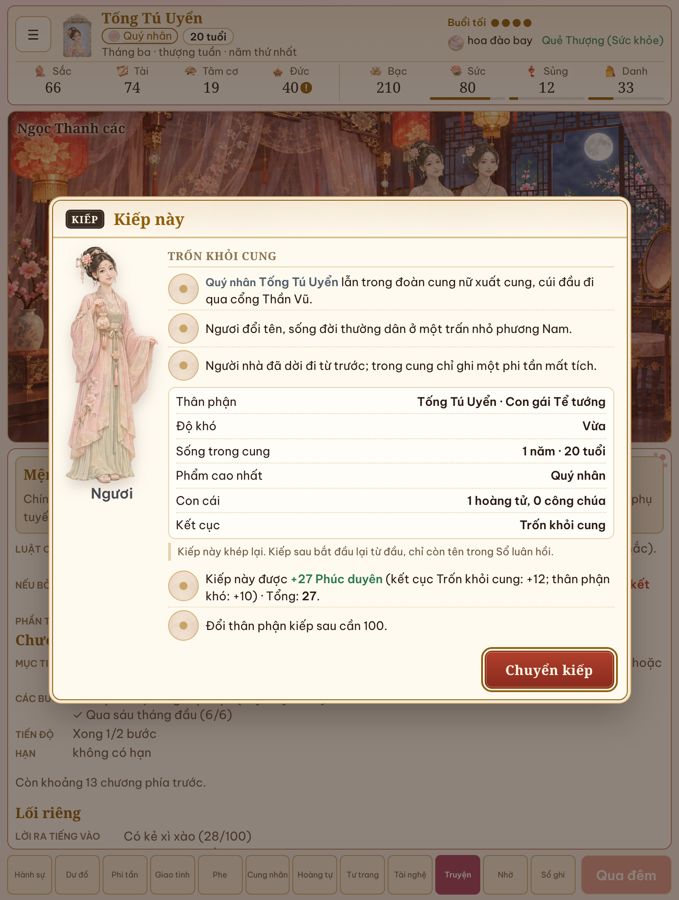 ☰
Tống Tú Uyển
Quý nhân 20 tuổi
Tháng ba · thượng tuần · năm thứ nhất
Buổi tối
hoa đào bay Quẻ Thượng (Sức khỏe)
Sắc Tài Tâm cơ Đức Bạc Sức Sủng Danh
66 74 19 40 ! 210 80 12 33
Ngọc Thanh các
KIẾP Kiếp này
TRỐN KHỎI CUNG
Quý nhân Tống Tú Uyển lẫn trong đoàn cung nữ xuất cung, cúi đầu đi
qua cổng Thần Vũ.
Ngươi đổi tên, sống đời thường dân ở một trấn nhỏ phương Nam.
Người nhà đã dời đi từ trước; trong cung chỉ ghi một phi tần mất tích.
Ngươi
Thân phận Tống Tú Uyển · Con gái Tể tướng
Độ khó Vừa
Sống trong cung 1 năm · 20 tuổi
Phẩm cao nhất Quý nhân
Con cái 1 hoàng tử, 0 công chúa
Kết cục Trốn khỏi cung
Kiếp này khép lại. Kiếp sau bắt đầu lại từ đầu, chỉ còn tên trong Sổ luân hồi.
Kiếp này được +27 Phúc duyên (kết cục Trốn khỏi cung: +12; thân phận
khó: +10) · Tổng: 27.
Đổi thân phận kiếp sau cần 100.
Chuyển kiếp
phụ
tuyế
LUẬT C
ắc).
NẾU BỎ
kết
PHẦN T
Chươ
MỤC TI
hoặc
CÁC BƯ
✓ Qua sáu tháng đầu (6/6)
TIẾN ĐỘ Xong 1/2 bước
HẠN không có hạn
Còn khoảng 13 chương phía trước.
Lối riêng
LỜI RA TIẾNG VÀO Có kẻ xì xào (28/100)
Hành sự Dự đồ Phi tần Giao tình Phe Cung nhân Hoàng tự Tư trang Tài nghệ Truyện Nhờ Sổ ghi Qua đêm